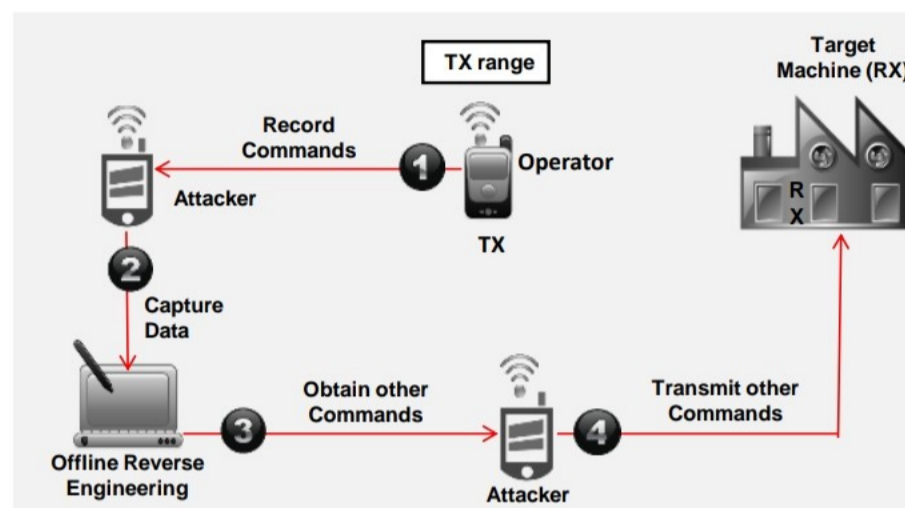 TX range
Target
Machine (RX)
Record
Commands
1
Operator
Attacker
TX
R
X
2
Capture
Data
Obtain other
Commands
Transmit other
Commands
3
4
Offline Reverse
Engineering
Attacker